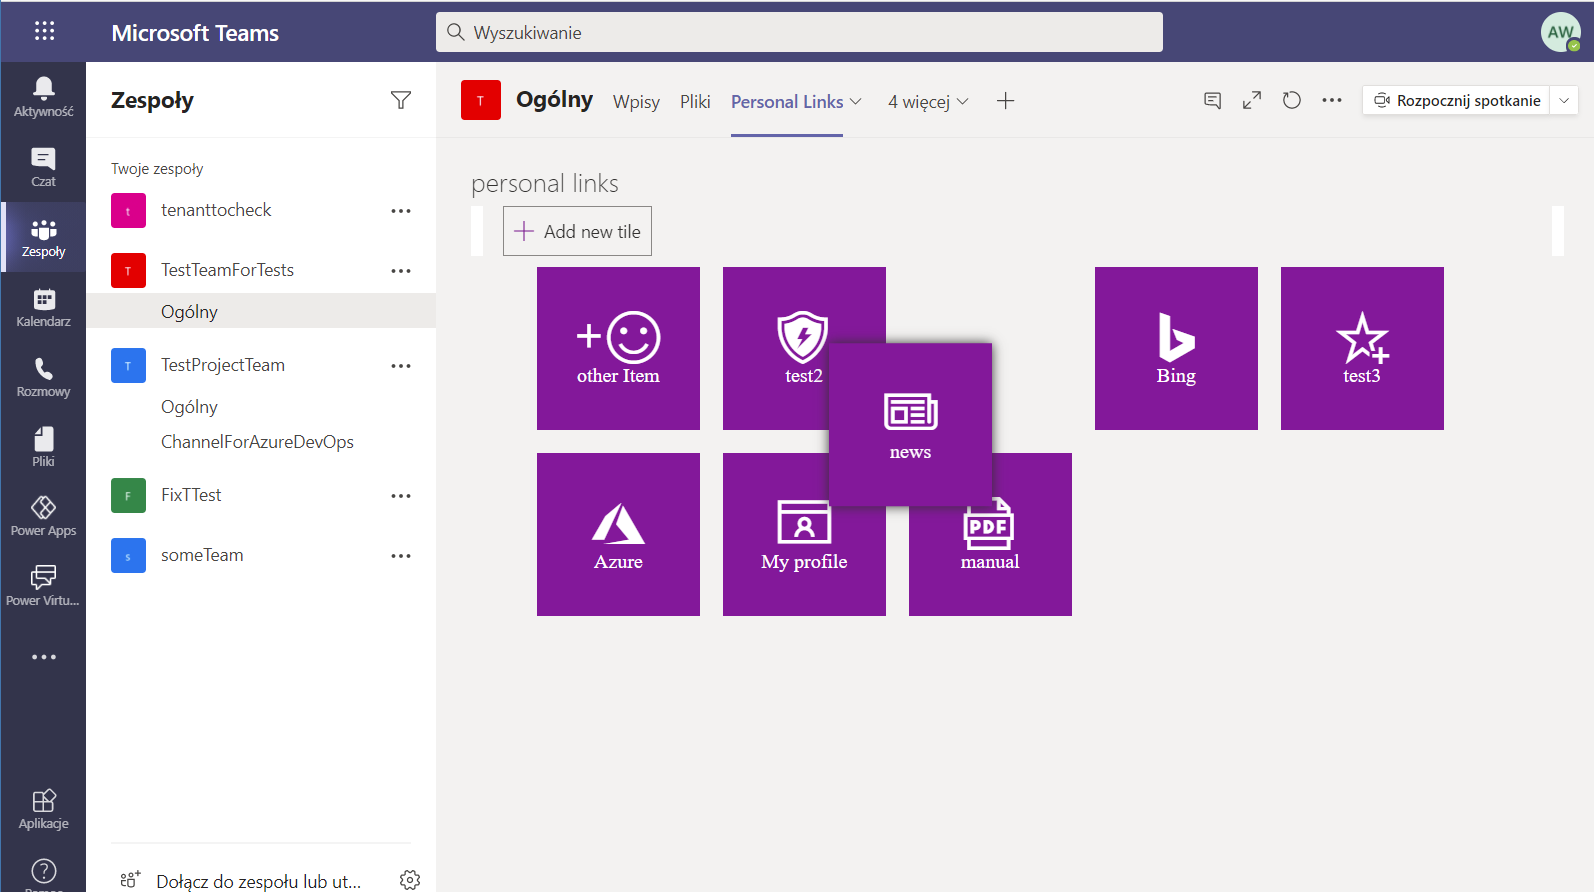 Microsoft Teams
Wyszukiwanie
AW
Aktywność
Czat
Zespoły
Kalendarz
Rozmowy
Pliki
Power Apps
Power Virtu...
Aplikacje
Zespoły
Twoje zespoły
t tenanttocheck
T TestTeamForTests
Ogólny
T TestProjectTeam
Ogólny
ChannelForAzureDevOps
F FixTTest
s someTeam
Dołącz do zespołu lub ut...
T Ogólny Wpisy Pliki Personal Links 4 więcej
Rozpocznij spotkanie
personal links
Add new tile
other Item
test2
news
Bing
test3
Azure
My profile
PDF
manual